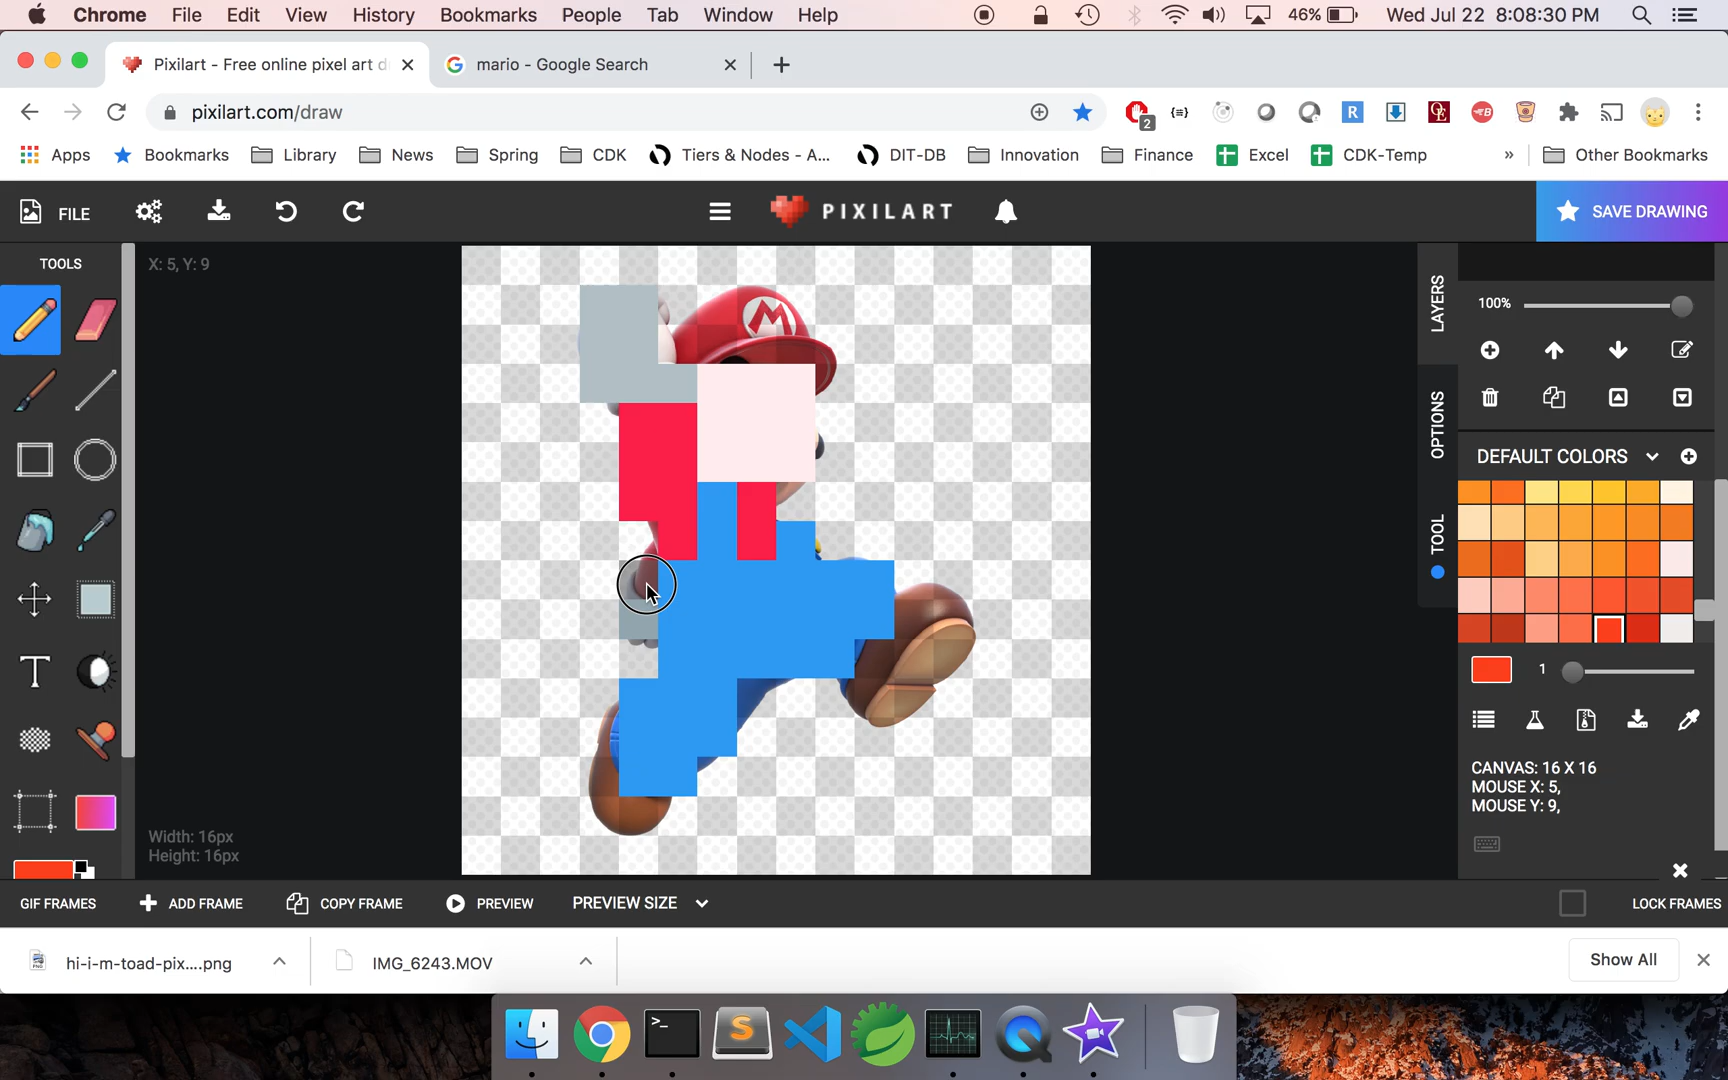 Chrome File Edit View History Bookmarks People Tab Window Help 46% Wed Jul 22 8:08:30 PM
Pixilart - Free online pixel art d mario - Google Search
pixilart.com/draw 2
Apps Bookmarks Library News Spring CDK Tiers & Nodes - A... DIT-DB Innovation Finance Excel CDK-Temp » Other Bookmarks
FILE PIXILART SAVE DRAWING
TOOLS
X: 5, Y: 9
M
LAYERS
OPTIONS
TOOL
100%
DEFAULT COLORS
1
CANVAS: 16 X 16
MOUSE X: 5,
MOUSE Y: 9,
Width: 16px
Height: 16px
GIF FRAMES ADD FRAME COPY FRAME PREVIEW PREVIEW SIZE LOCK FRAMES
hi-i-m-toad-pix....png IMG_6243.MOV Show All